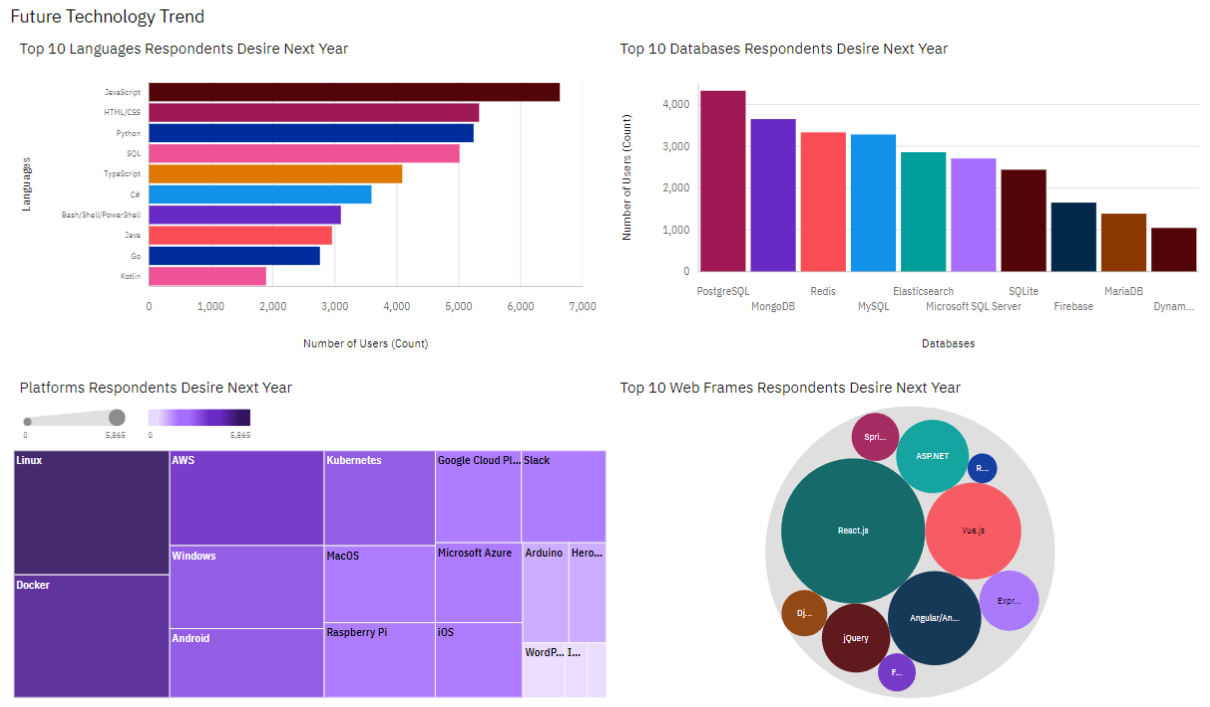 Future Technology Trend
Top 10 Languages Respondents Desire Next Year
Languages
JavaScript
HTML/CSS
Python
SQL
TypeScript
C#
Bash/Shell/PowerShell
Java
Go
Kotlin
0 1,000 2,000 3,000 4,000 5,000 6,000 7,000
Number of Users (Count)
Top 10 Databases Respondents Desire Next Year
Number of Users (Count)
4,000
3,000
2,000
1,000
0
PostgreSQL Redis Elasticsearch SQLite MariaDB
MongoDB MySQL Microsoft SQL Server Firebase Dynam...
Databases
Platforms Respondents Desire Next Year
0 5,865 0 5,865
Linux AWS Kubernetes Google Cloud Pl... Slack
Windows MacOS Microsoft Azure Arduino Hero...
Docker
Android Raspberry Pi iOS
WordP... I...
Top 10 Web Frames Respondents Desire Next Year
Spri...
ASP.NET
R...
React.js
Vue.js
Expr...
Dj...
Angular/An...
jQuery
F...